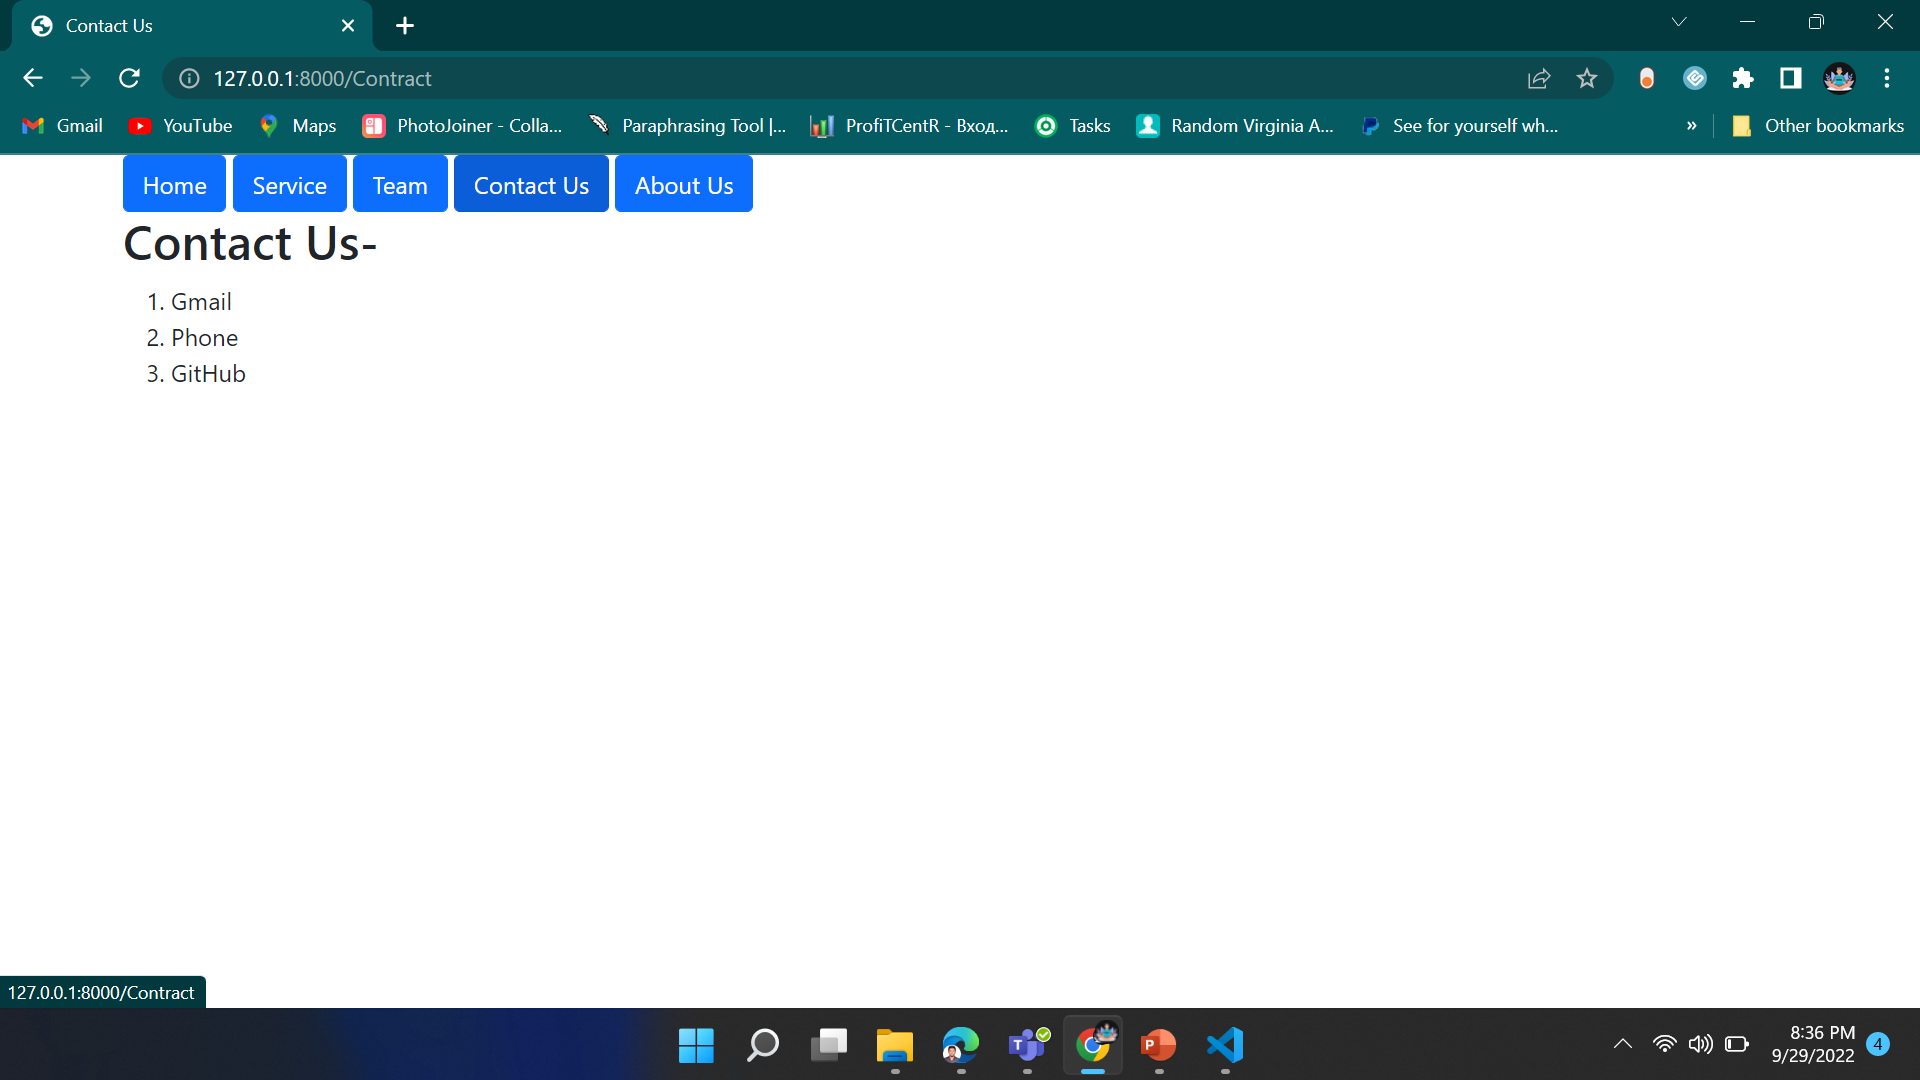 Contact Us
127.0.0.1:8000/Contract
Gmail YouTube Maps PhotoJoiner - Colla... Paraphrasing Tool |... ProfiTCentR - Вход... Tasks Random Virginia A... See for yourself wh... » Other bookmarks
Home Service Team Contact Us About Us
Contact Us-
1. Gmail
2. Phone
3. GitHub
127.0.0.1:8000/Contract
8:36 PM
9/29/2022
4